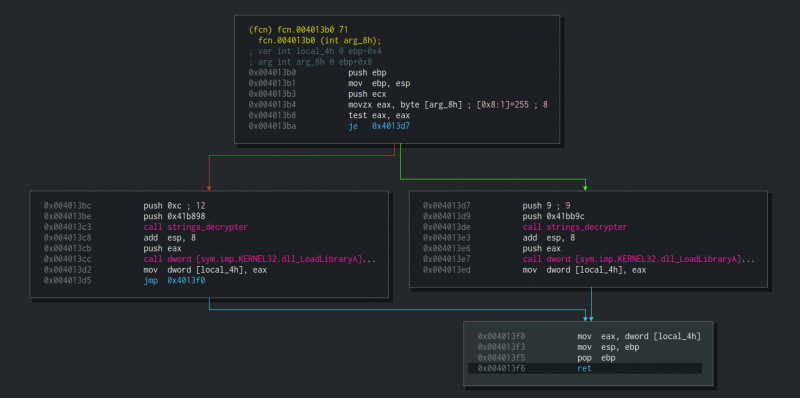 (fcn) fcn.004013b0 71
fcn.004013b0 (int arg_8h);
; var int local_4h @ ebp-0x4
; arg int arg_8h @ ebp+0x8
0x004013b0 push ebp
0x004013b1 mov ebp, esp
0x004013b3 push ecx
0x004013b4 movzx eax, byte [arg_8h] ; [0x8:1]=255 ; 8
0x004013b8 test eax, eax
0x004013ba je 0x4013d7
0x004013bc push 0xc ; 12
0x004013be push 0x41b898
0x004013c3 call strings_decrypter
0x004013c8 add esp, 8
0x004013cb push eax
0x004013cc call dword [sym.imp.KERNEL32.dll_LoadLibraryA]...
0x004013d2 mov dword [local_4h], eax
0x004013d5 jmp 0x4013f0
0x004013d7 push 9 ; 9
0x004013d9 push 0x41bb9c
0x004013de call strings_decrypter
0x004013e3 add esp, 8
0x004013e6 push eax
0x004013e7 call dword [sym.imp.KERNEL32.dll_LoadLibraryA]...
0x004013ed mov dword [local_4h], eax
0x004013f0 mov eax, dword [local_4h]
0x004013f3 mov esp, ebp
0x004013f5 pop ebp
0x004013f6 ret